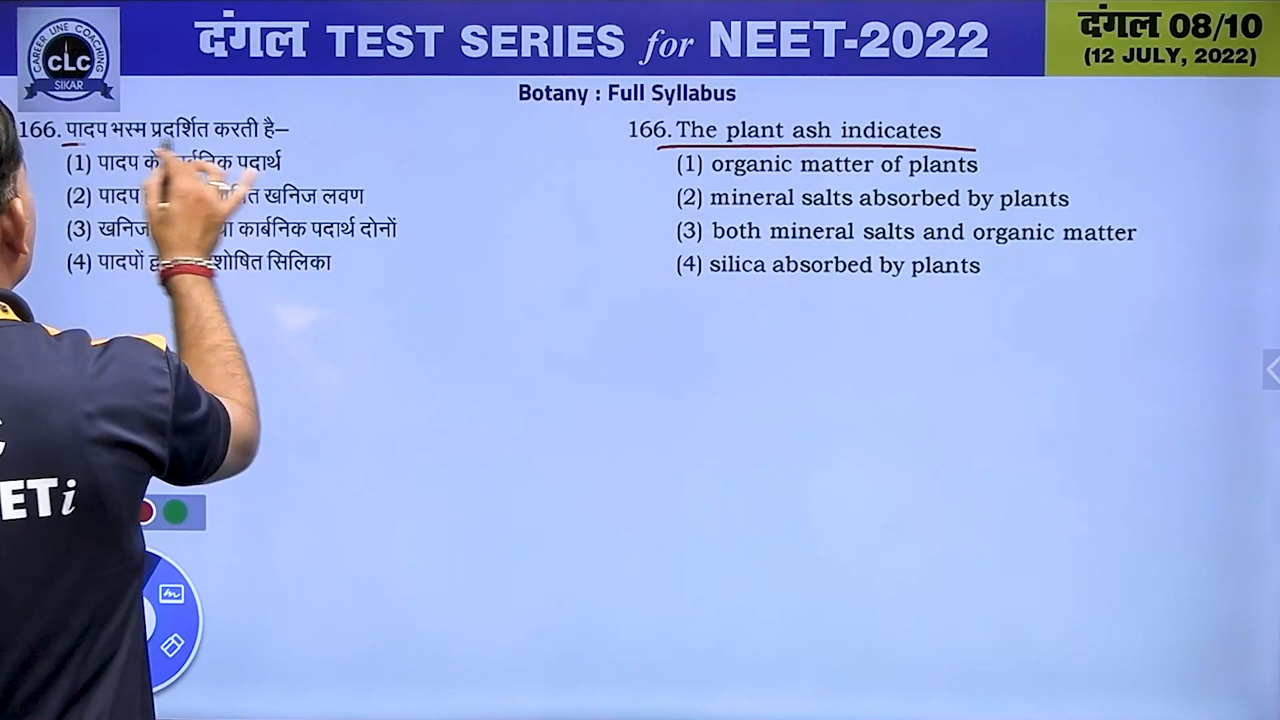 CAREER LINE COACHING
CLC
SIKAR
दंगल TEST SERIES for NEET-2022
दंगल 08/10
(12 JULY, 2022)
Botany : Full Syllabus
166. पादप भस्म प्रदर्शित करती है–
(1) पादप के पदार्थ
(2) पादप खनिज लवण
(3) खनिज कार्बनिक पदार्थ दोनों
(4) पादपों सिलिका
166. The plant ash indicates
(1) organic matter of plants
(2) mineral salts absorbed by plants
(3) both mineral salts and organic matter
(4) silica absorbed by plants
ETi